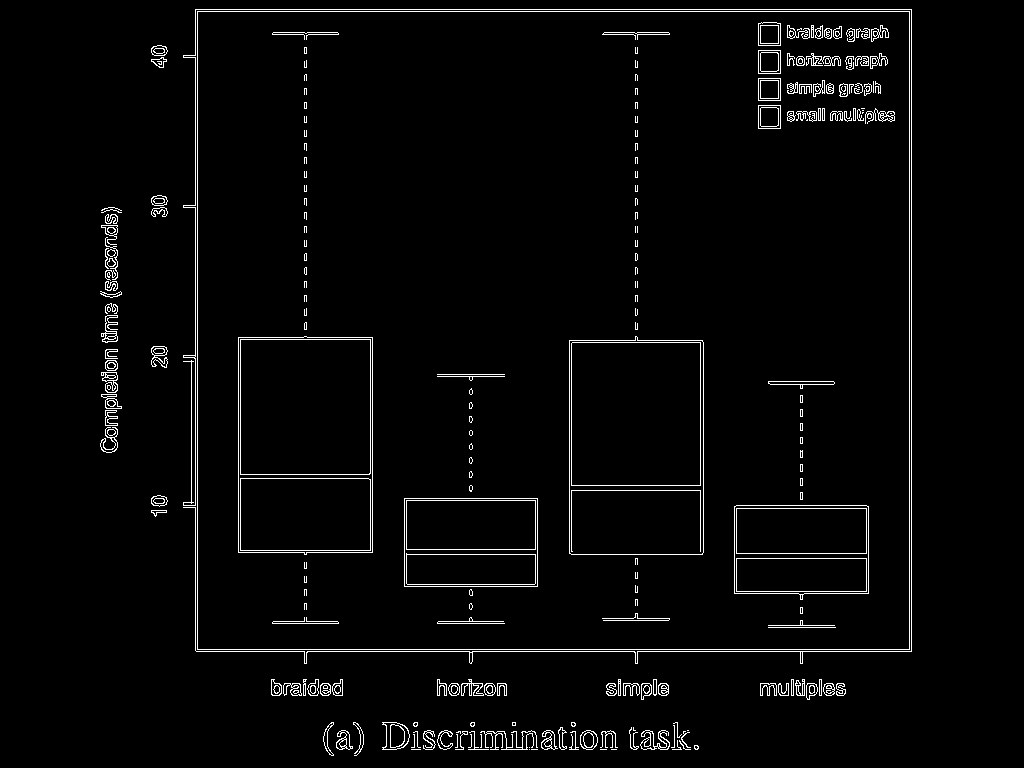 braided graph
horizon graph
simple graph
small multiples
40
30
20
10
Completion time (seconds)
braided horizon simple multiples
(a) Discrimination task.